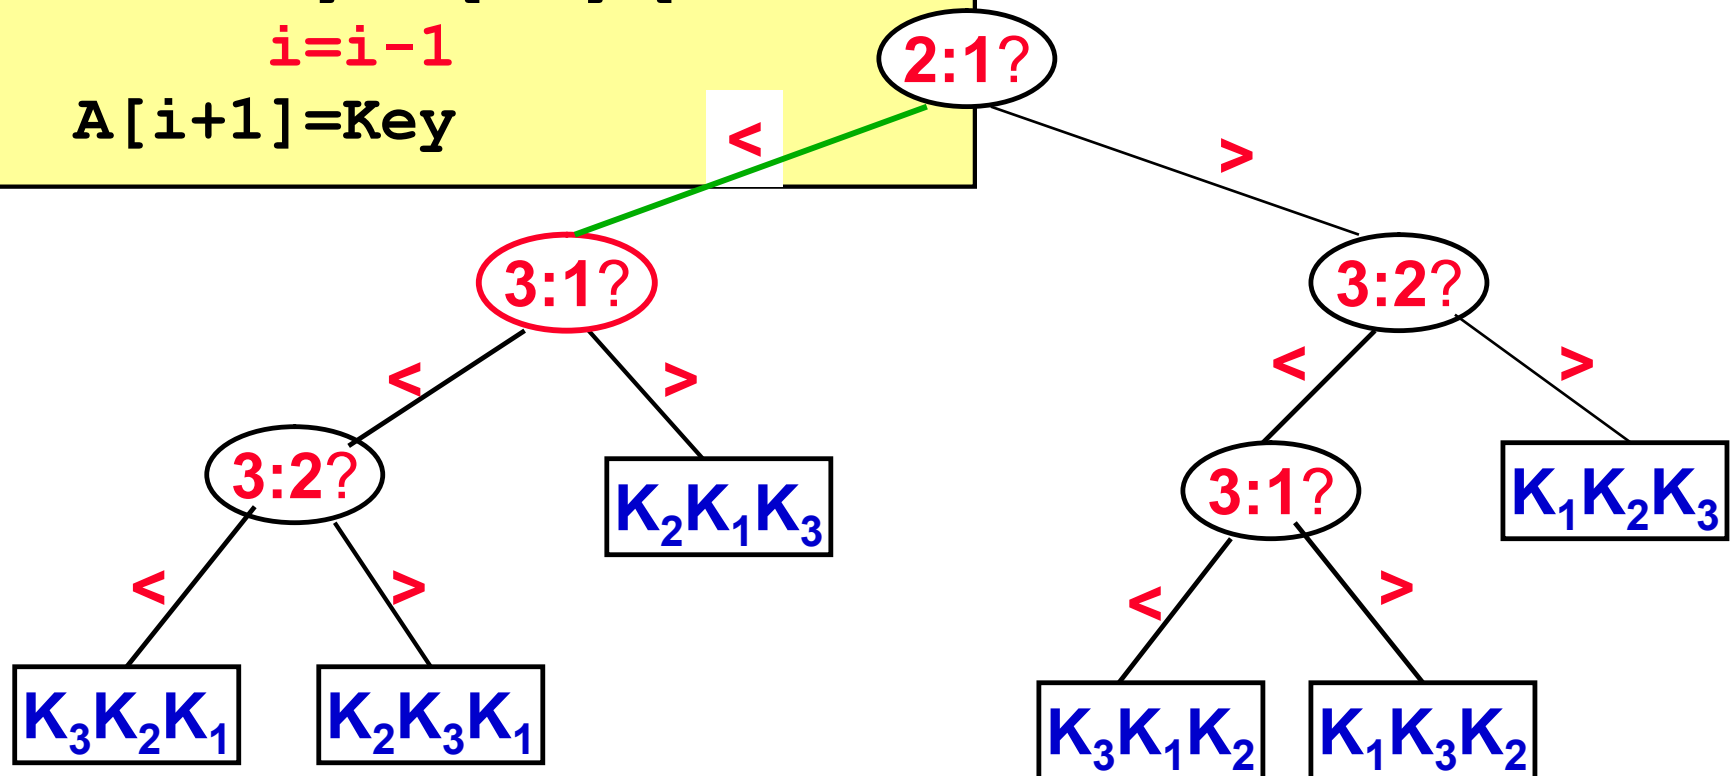 i=i-1
A[i+1]=Key
2:1?
<
>
3:1?
3:2?
<
>
<
>
3:2?
K₂K₁K₃
3:1?
K₁K₂K₃
<
>
<
>
K₃K₂K₁
K₂K₃K₁
K₃K₁K₂
K₁K₃K₂